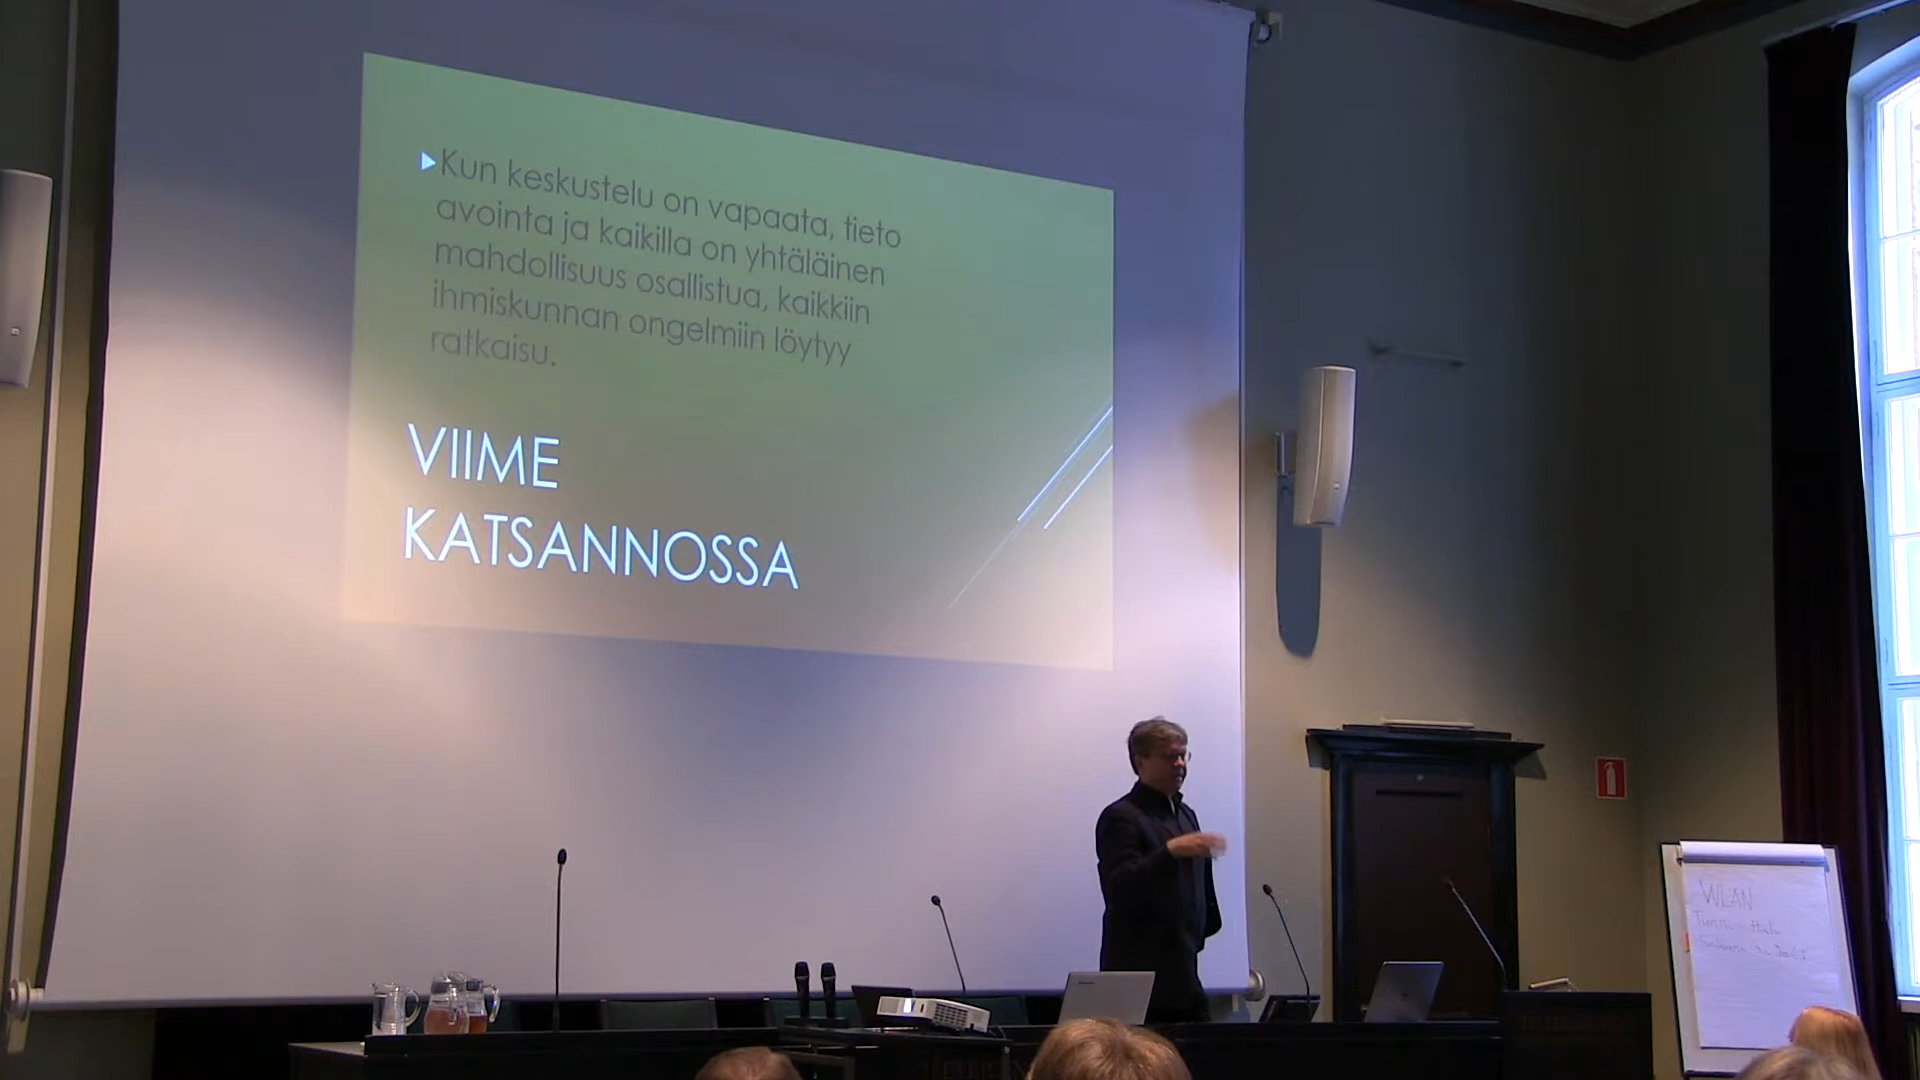 Kun keskustelu on vapaata, tieto
avointa ja kaikilla on yhtäläinen
mahdollisuus osallistua, kaikkiin
ihmiskunnan ongelmiin löytyy
ratkaisu.
VIIME
KATSANNOSSA
WLAN